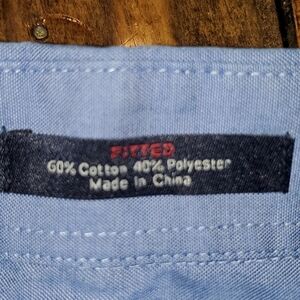 FITTED
60% Cotton 40% Polyester
Made in China